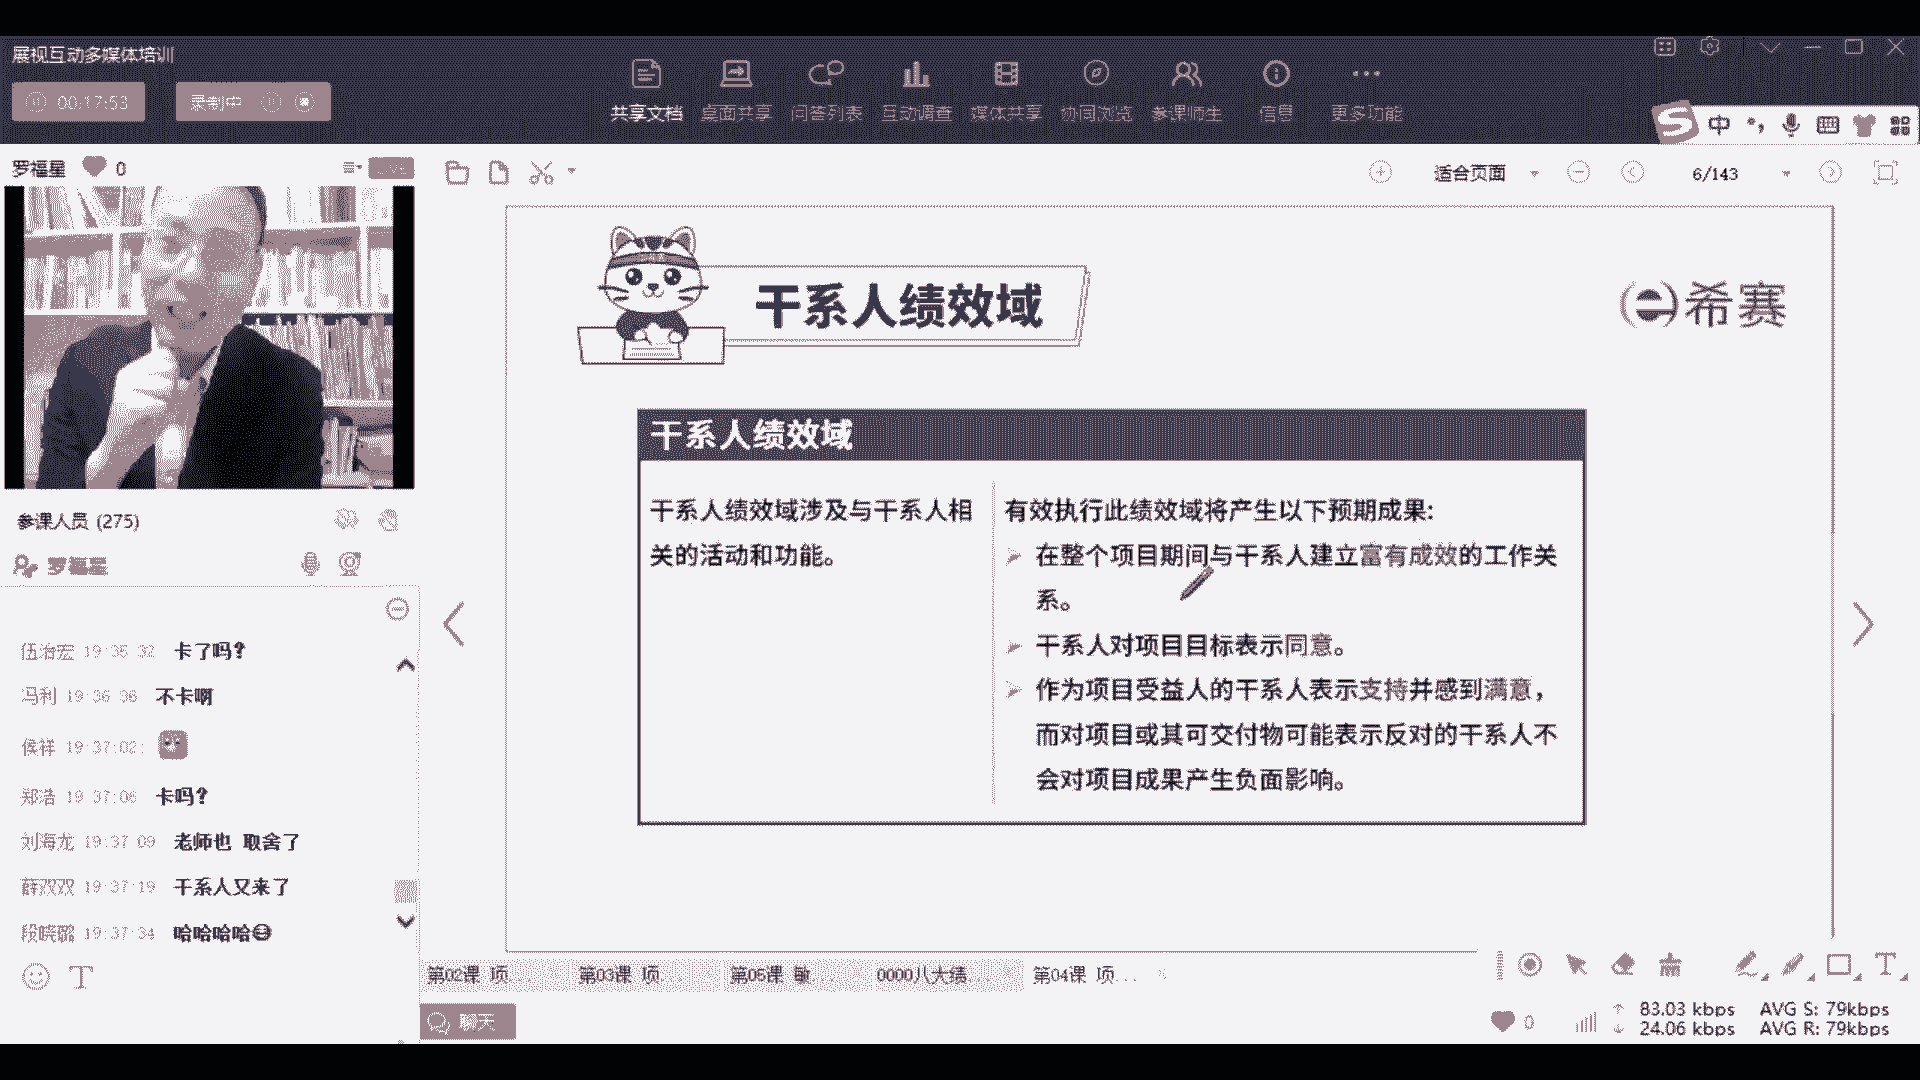 展视互动多媒体培训
00:17:53
录制中
共享文档
桌面共享
问答列表
互动调查
媒体共享
协同浏览
参课师生
信息
更多功能
中
罗福星
0
LIVE
适合页面
6/143
干系人绩效域
希赛
干系人绩效域
干系人绩效域涉及与干系人相
关的活动和功能。
有效执行此绩效域将产生以下预期成果:
在整个项目期间与干系人建立富有成效的工作关
系。
干系人对项目目标表示同意。
作为项目受益人的干系人表示支持并感到满意，
而对项目或其可交付物可能表示反对的干系人不
会对项目成果产生负面影响。
参课人员 (275)
罗福星
伍治宏 19:35:32 卡了吗?
冯利 19:36:36 不卡啊
侯祥 19:37:02:
郑浩 19:37:06 卡吗?
刘海龙 19:37:09 老师也 取舍了
薛双双 19:37:19 干系人又来了
段晓璐 19:37:34 哈哈哈哈
第02课 项...
第03课 项...
第05课 敏...
0000八大绩...
第04课 项...
聊天
0
83.03 kbps AVG S: 79kbps
24.06 kbps AVG R: 79kbps